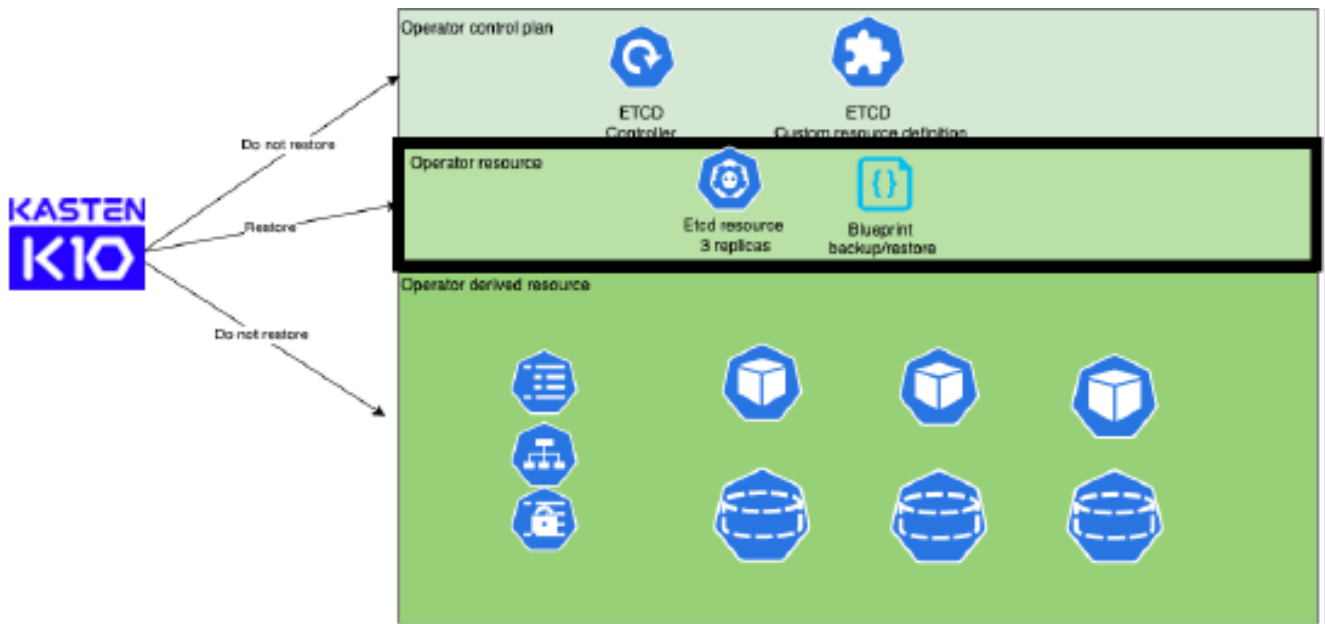 Operator control plan
ETCD
Controller
ETCD
Custom resource definition
Do not restore
Operator resource
KASTEN
K10
Restore
Etcd resource
3 replicas
{}
Blueprint
backup/restore
Operator derived resource
Do not restore